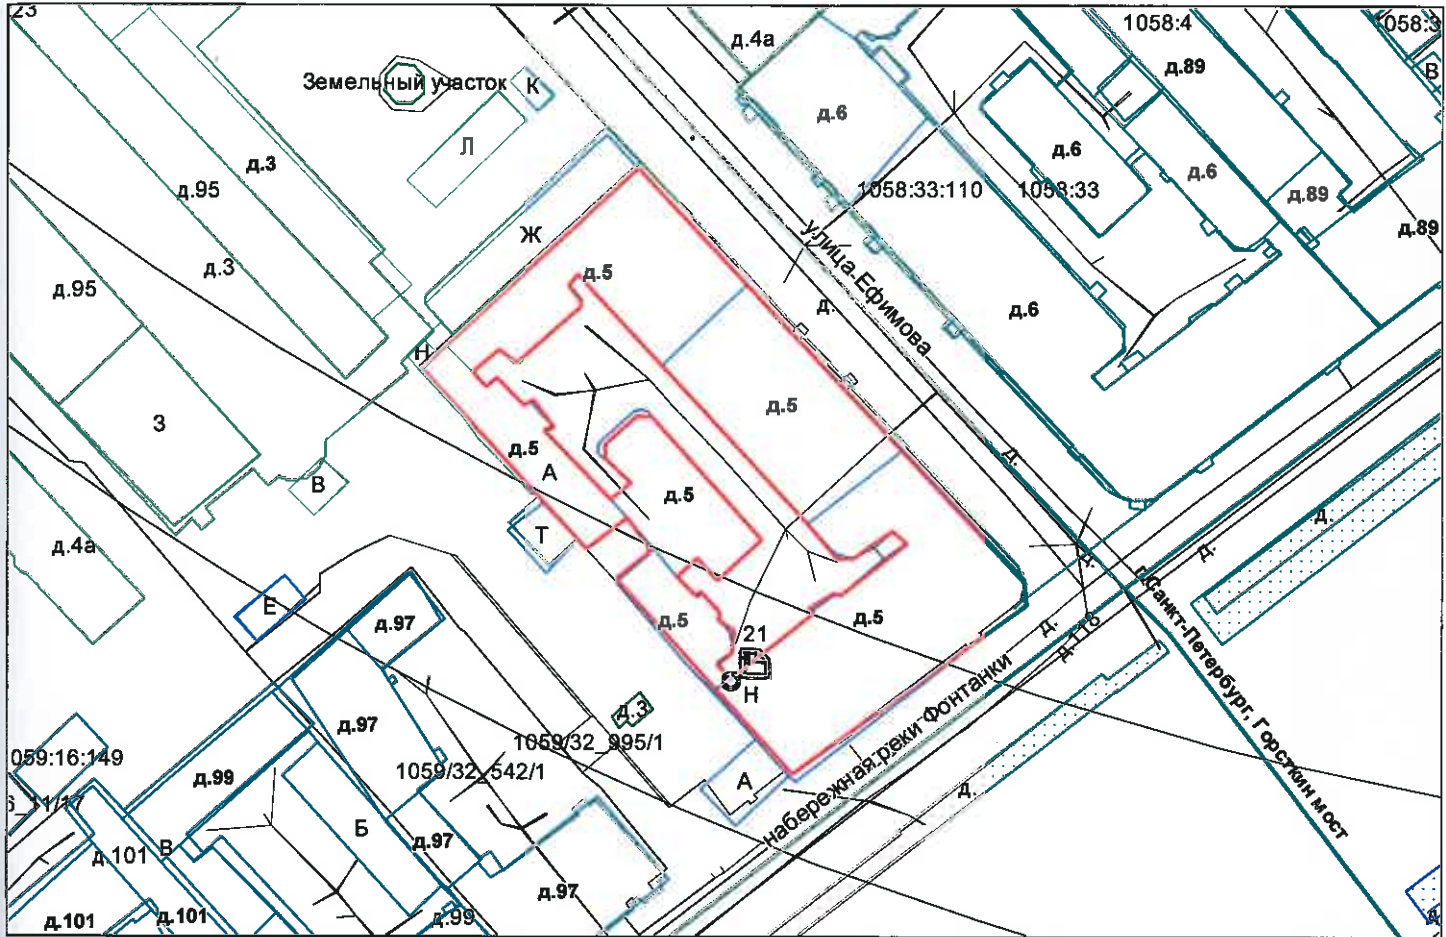 23
1058:4
1058:3
д.4а
д.89
В
Земельный участок
К
д.6
Л
д.3
д.6
д.95
д.6
1058:33:110
1058:33
д.89
Ж
улица Ефимова
д.89
д.3
д.5
д.95
д.
д.6
Н
д.5
З
д.5
А
д.
В
д.5
Т
д.
д.4а
д.
д.
Е
г.Санкт-Петербург, Горсткин мост
д.97
д.5
д.5
д.
21
д.116
Н
набережная реки Фонтанки
д.3
д.97
1059/32_995/1
059:16:149
1059/32_542/1
д.99
А
д.
6_11/17
Б
д.97
д.101
В
д.97
д.101
д.101
д.99